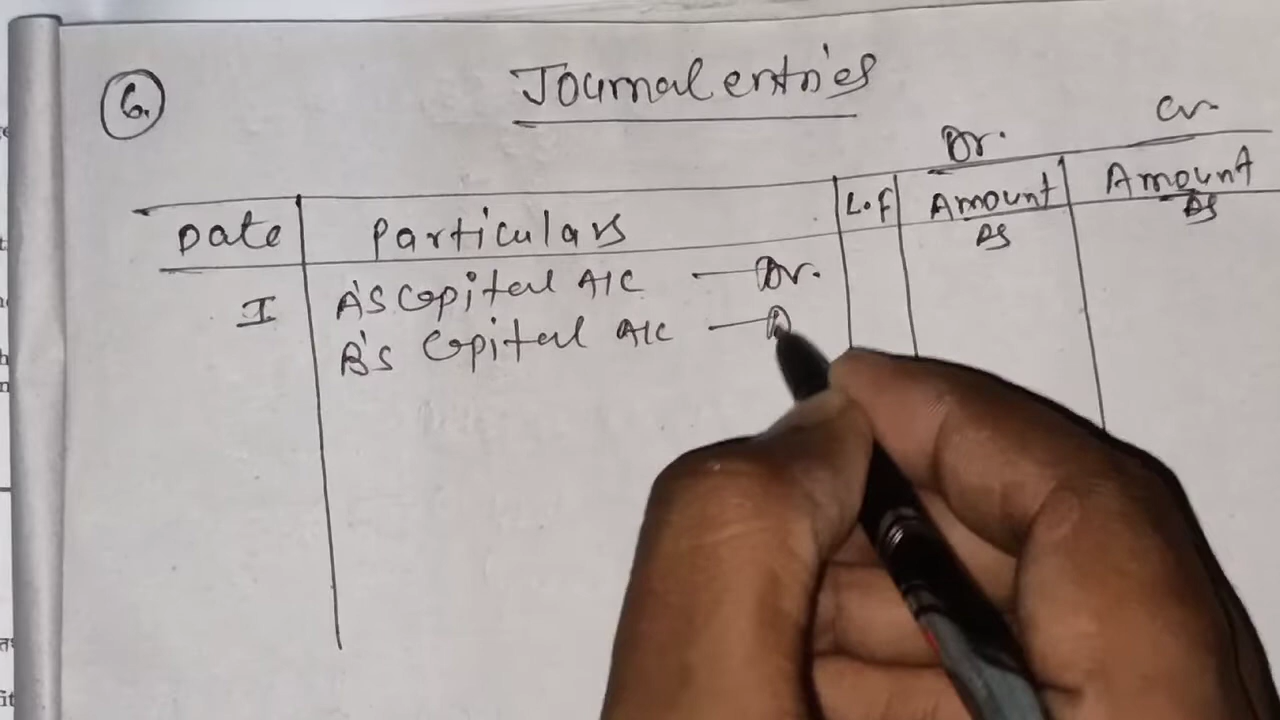 6.
Journal entries
Dr. Cr.
Date Particulars L.F Amount Rs Amount Rs
I A's Capital A/C — Dr.
B's Capital A/C — D